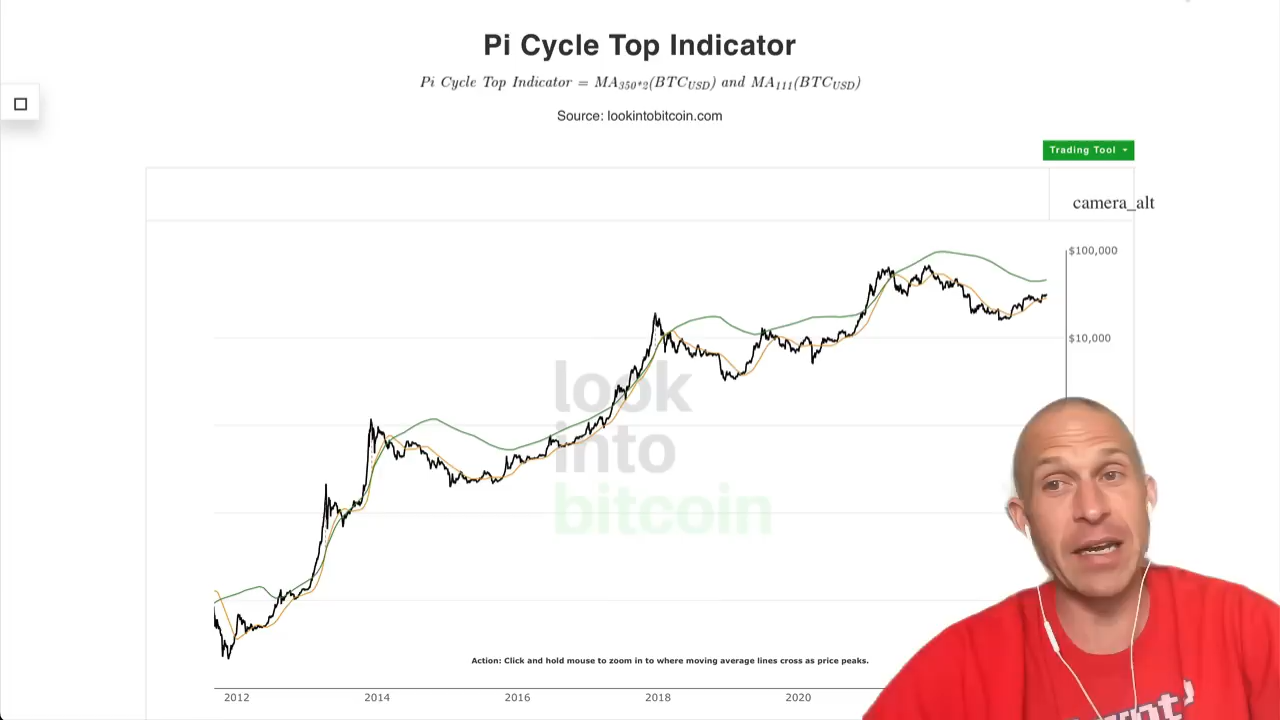 Pi Cycle Top Indicator
Pi Cycle Top Indicator = MA350*2(BTCUSD) and MA111(BTCUSD)
Source: lookintobitcoin.com
Trading Tool
camera_alt
$100,000
$10,000
look
into
bitcoin
Action: Click and hold mouse to zoom in to where moving average lines cross as price peaks.
2012 2014 2016 2018 2020